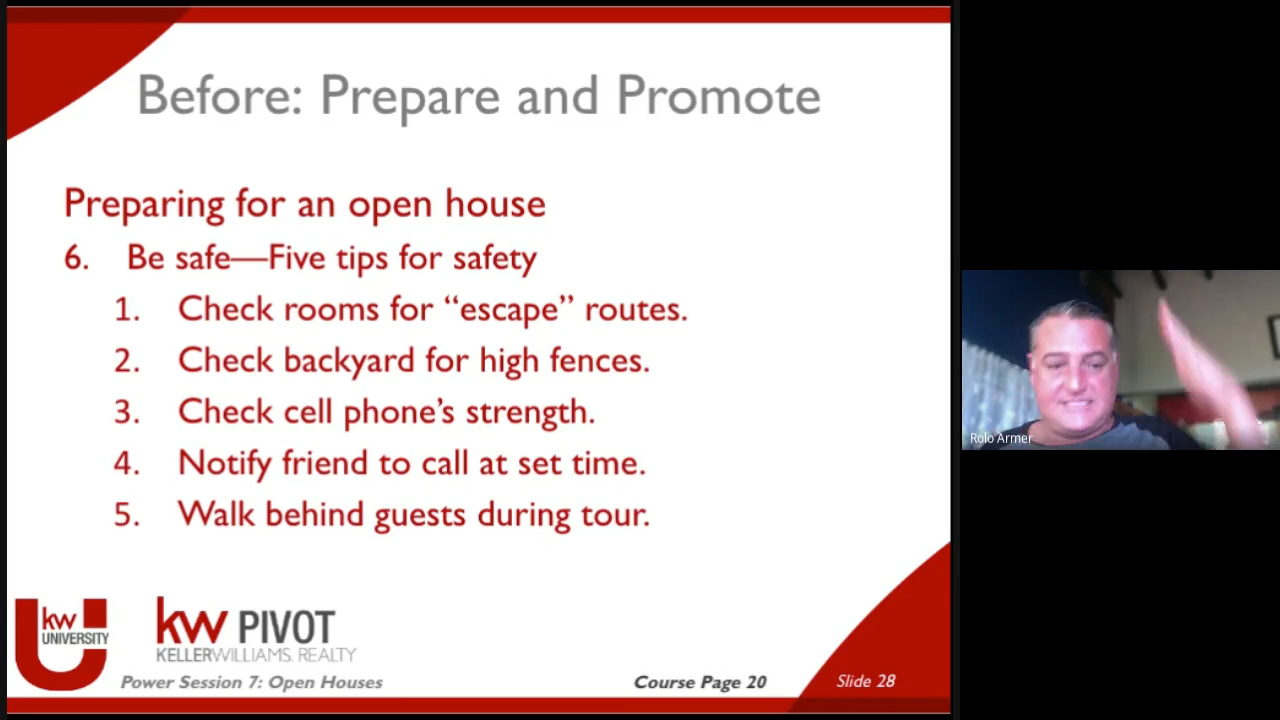 Before: Prepare and Promote
Preparing for an open house
6. Be safe—Five tips for safety
1. Check rooms for “escape” routes.
2. Check backyard for high fences.
3. Check cell phone’s strength.
4. Notify friend to call at set time.
5. Walk behind guests during tour.
kw
UNIVERSITY
kw PIVOT
KELLERWILLIAMS. REALTY
Power Session 7: Open Houses
Course Page 20
Slide 28
Rolo Armer